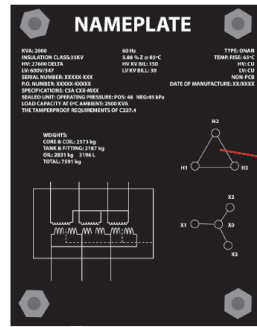 NAMEPLATE
KVA: 2000 60 Hz TYPE: ONAN
INSULATION CLASS:35KV 5.88 % Z @ 85°C TEMP. RISE: 65°C
HV: 27600 DELTA HV KV BIL: 150 HV: CU
LV: 600V/347 LV KV BILL: 30 LV: CU
SERIAL NUMBER: XXXXX-XXX NON-PCB
P.O. NUMBER: XXXXX-XXXXX DATE OF MANUFACTURE: XX/XXXX
SPECIFICATIONS: CSA CXX-MXX
SEALED UNIT: OPERATING PRESSURE: POS: 48 NEG:45 kPa
LOAD CAPACITY AT 0°C AMBIENT: 2500 KVA
THE TAMPERPROOF REQUIREMENTS OF C227.4
WEIGHTS:
CORE & COIL: 2573 kg
TANK & FITTING: 2187 kg
OIL: 2831 kg 3196 L
TOTAL: 7591 kg
H2
H1 H3
X2
X1 X0
X3